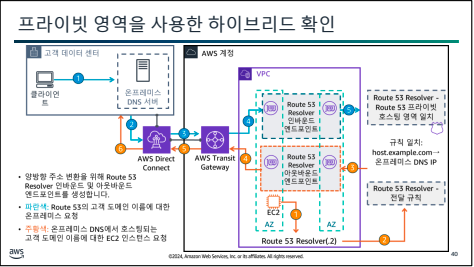 프라이빗 영역을 사용한 하이브리드 확인
고객 데이터 센터
클라이언
트
온프레미스
DNS 서버
1
2
6
AWS Direct
Connect
3
5
AWS 계정
AWS Transit
Gateway
4
4
VPC
Route 53
Resolver
인바운드
엔드포인트
Route 53
Resolver
아웃바운드
엔드포인트
5
3
EC2
1
AZ
AZ
Route 53 Resolver(.2)
2
Route 53 Resolver -
Route 53 프라이빗
호스팅 영역 일치
규칙 일치:
host.example.com→
온프레미스 DNS IP
Route 53 Resolver -
전달 규칙
• 양방향 주소 변환을 위해 Route 53
Resolver 인바운드 및 아웃바운드
엔드포인트를 생성합니다.
• 파란색: Route 53의 고객 도메인 이름에 대한
온프레미스 요청
• 주황색: 온프레미스 DNS에서 호스팅되는
고객 도메인 이름에 대한 EC2 인스턴스 요청
aws
©2024, Amazon Web Services, Inc. or its affiliates. All rights reserved.
40